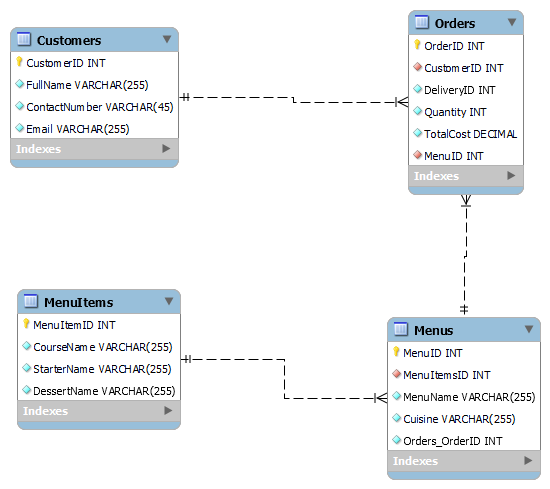 Customers
CustomerID INT
FullName VARCHAR(255)
ContactNumber VARCHAR(45)
Email VARCHAR(255)
Indexes
Orders
OrderID INT
CustomerID INT
DeliveryID INT
Quantity INT
TotalCost DECIMAL
MenuID INT
Indexes
MenuItems
MenuItemID INT
CourseName VARCHAR(255)
StarterName VARCHAR(255)
DessertName VARCHAR(255)
Indexes
Menus
MenuID INT
MenuItemsID INT
MenuName VARCHAR(255)
Cuisine VARCHAR(255)
Orders_OrderID INT
Indexes